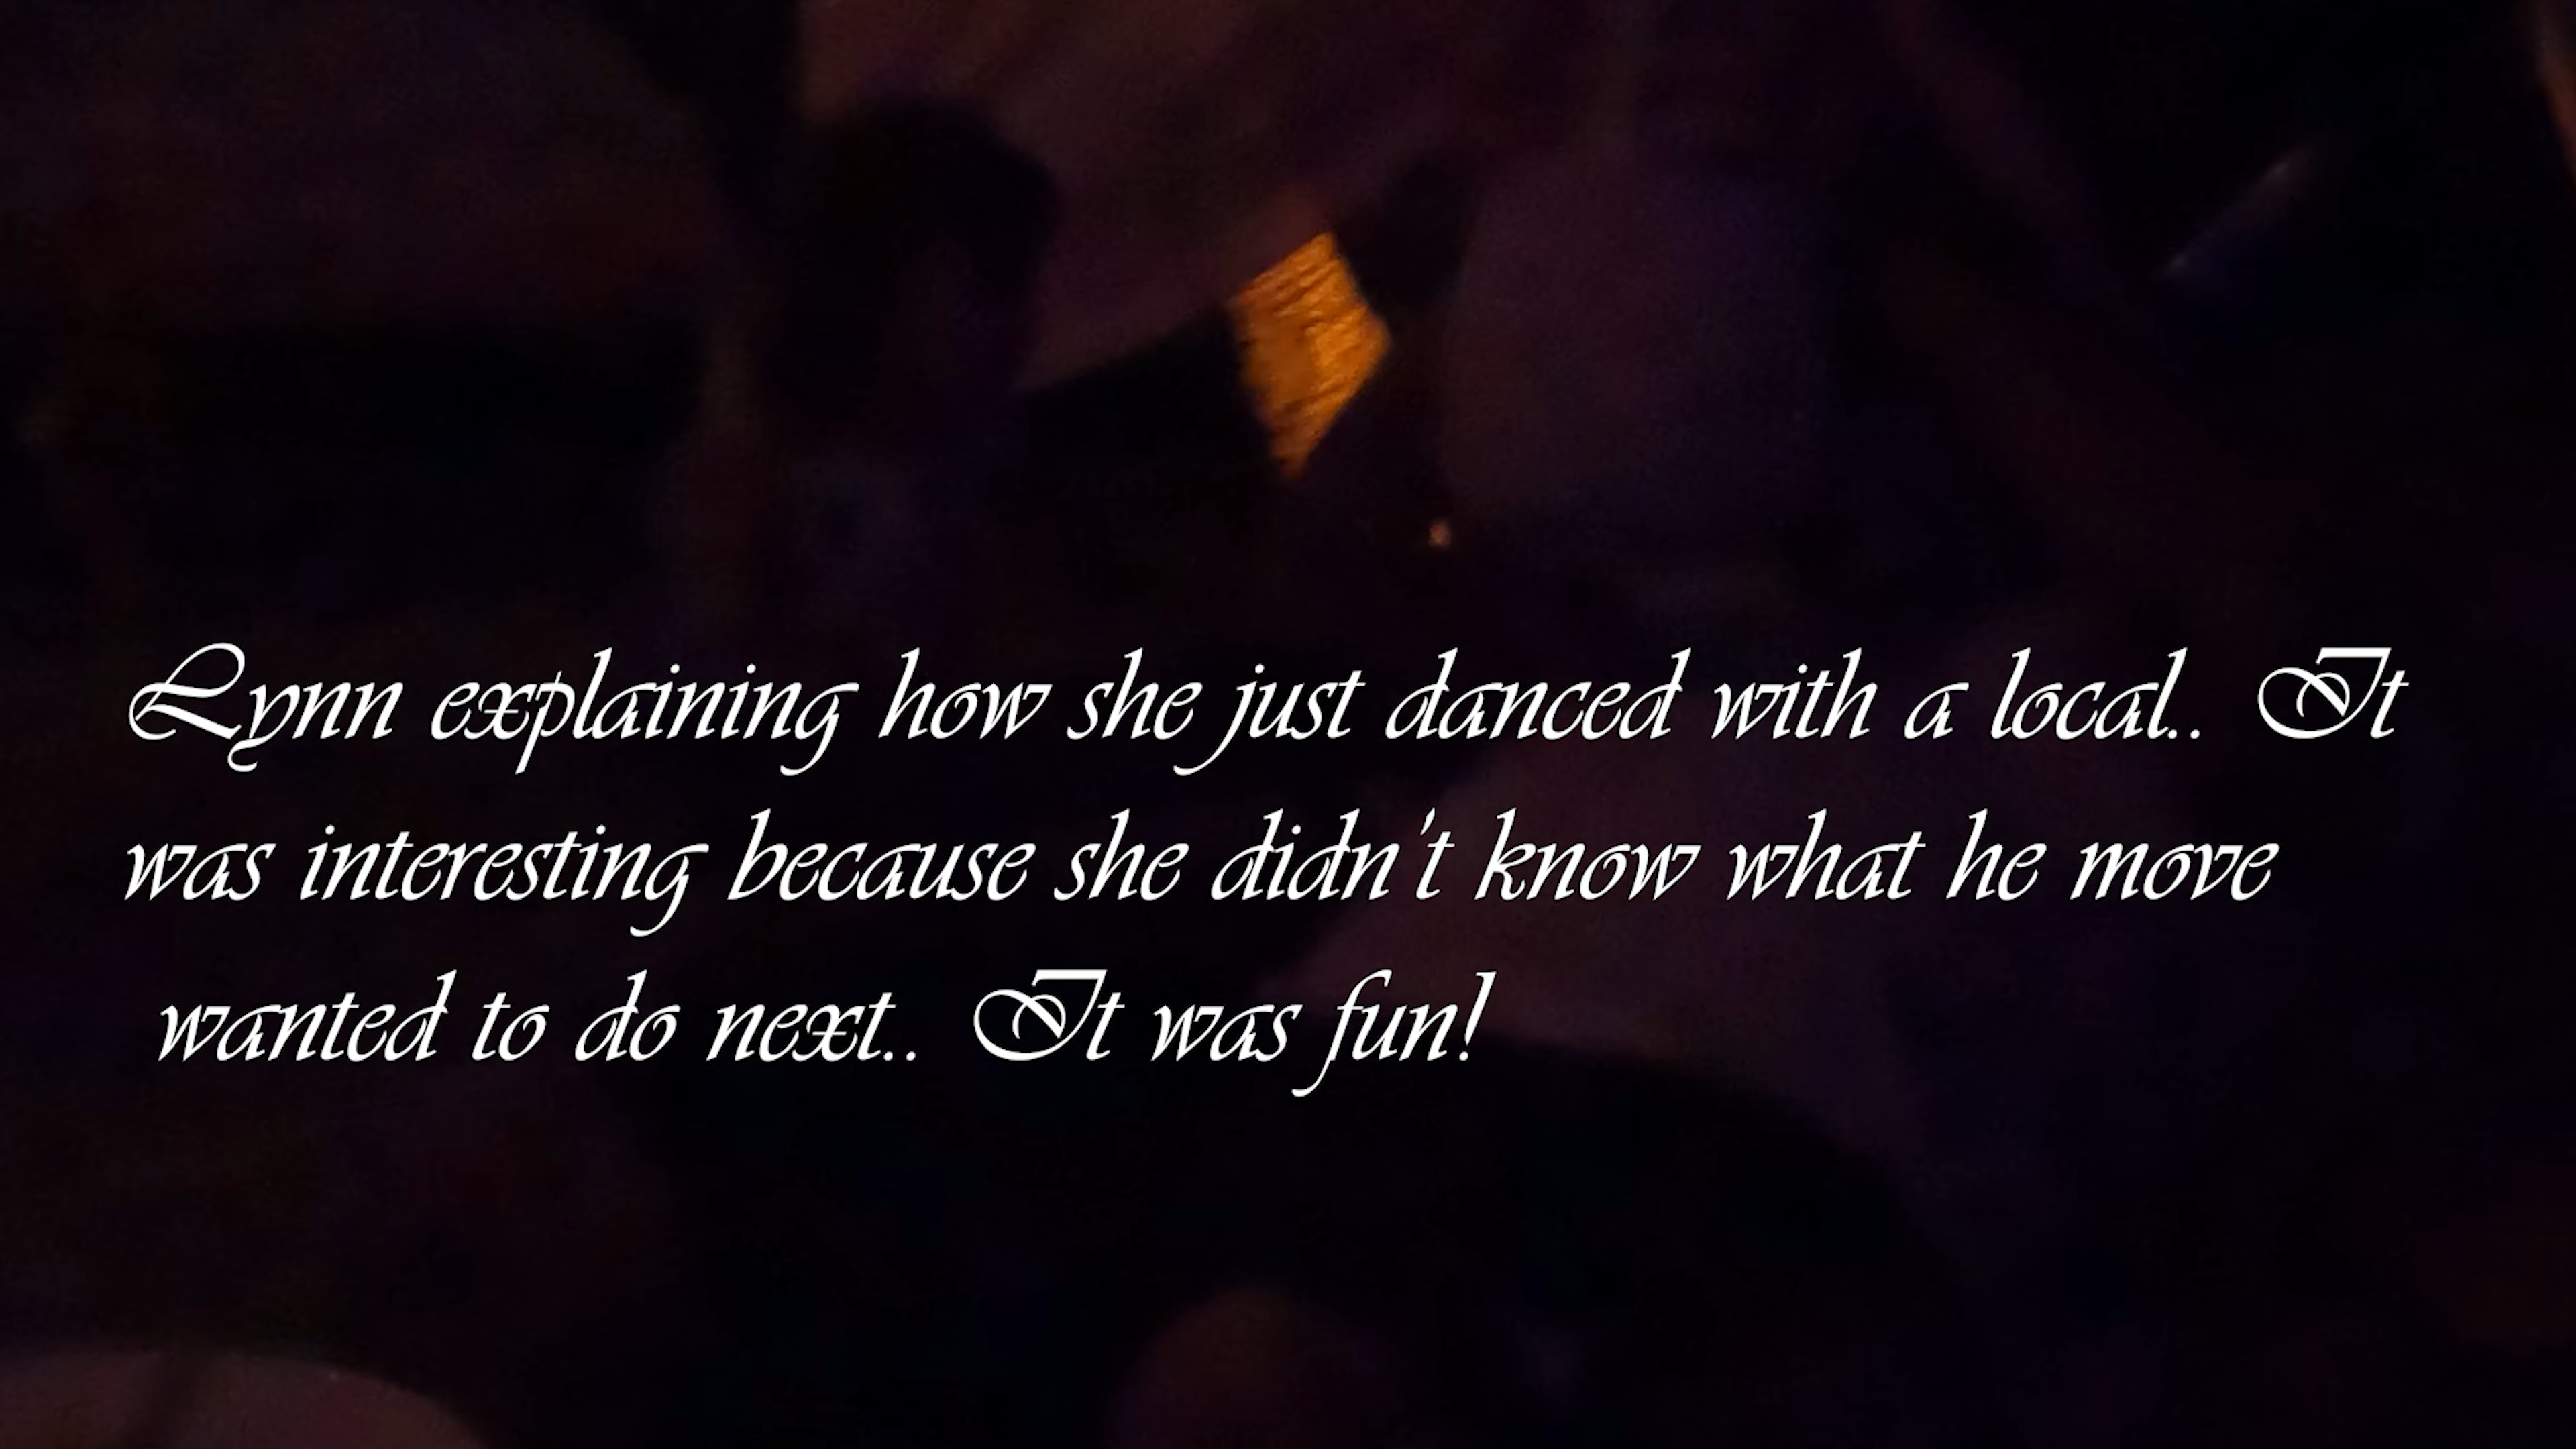 Lynn explaining how she just danced with a local.. It
was interesting because she didn't know what he move
wanted to do next.. It was fun!